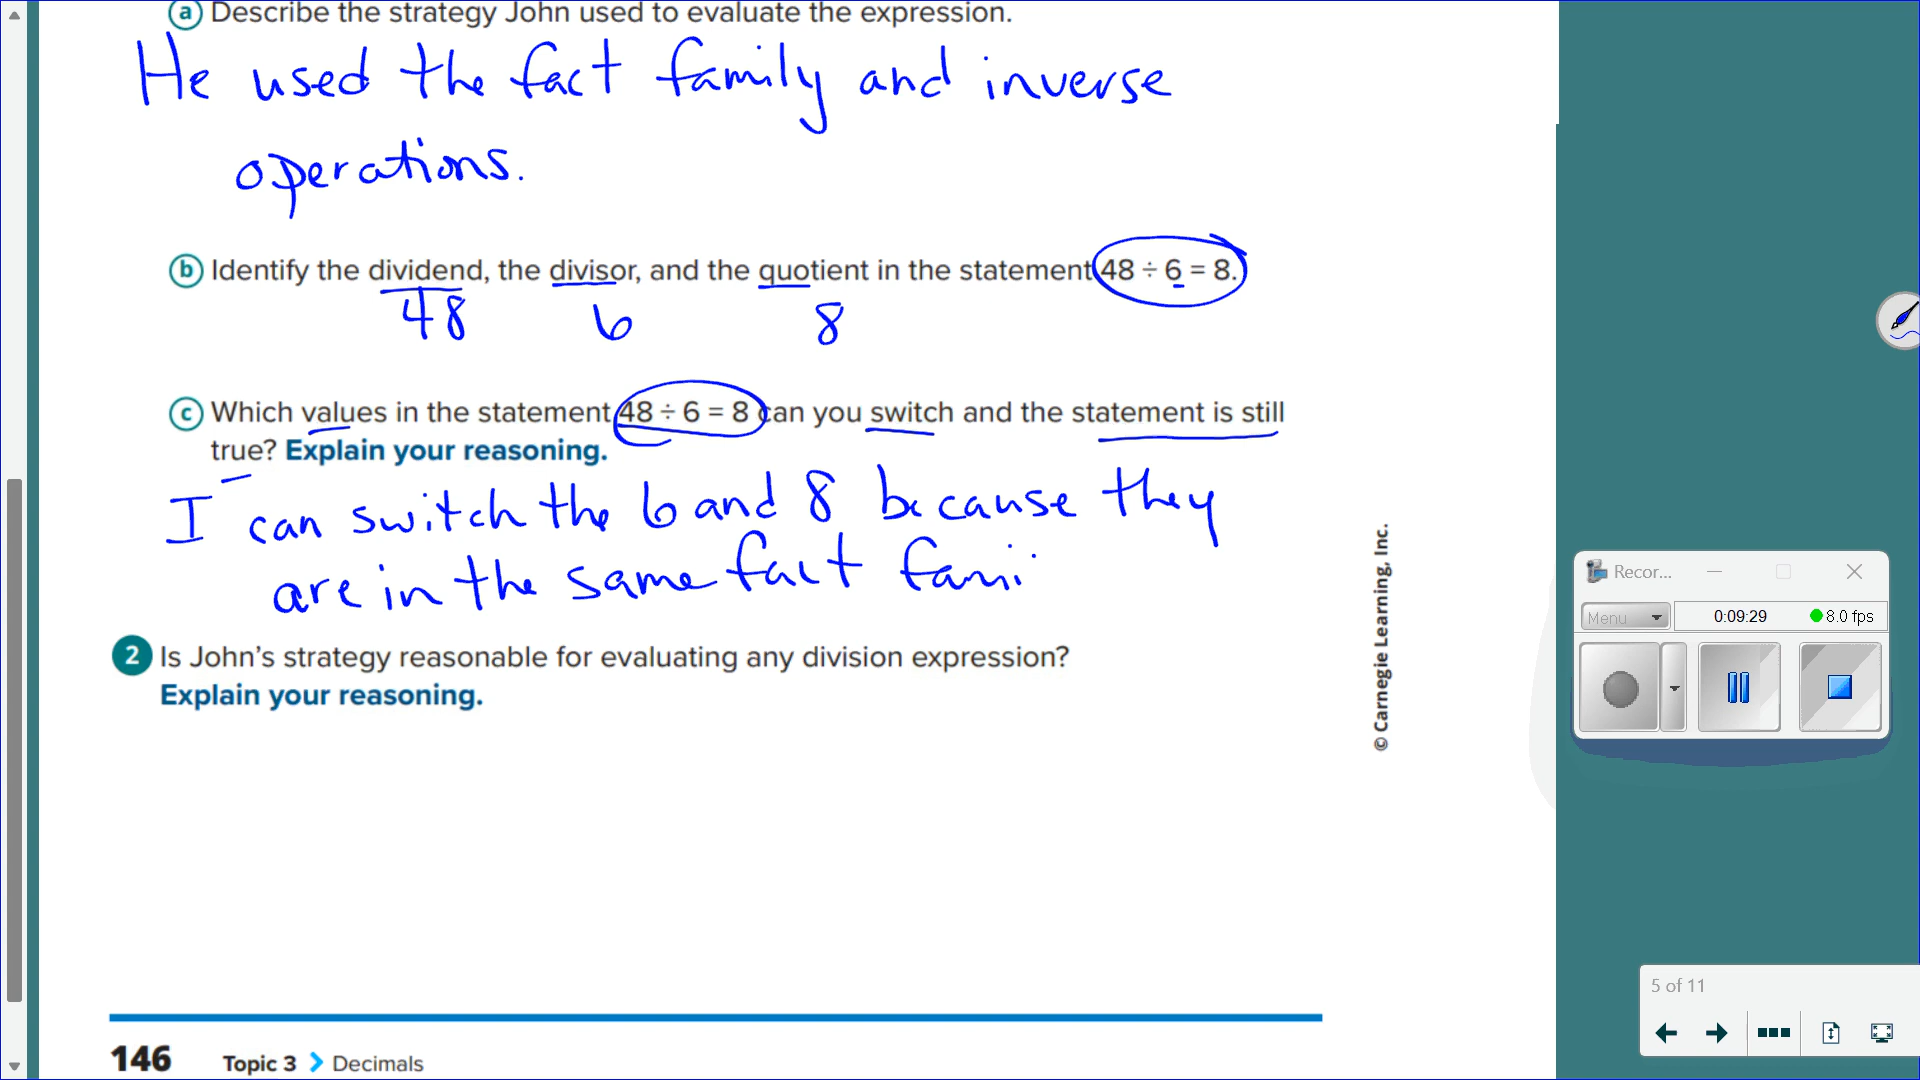 a Describe the strategy John used to evaluate the expression.
He used the fact family and inverse
operations.
b Identify the dividend, the divisor, and the quotient in the statement 48 ÷ 6 = 8.
48 6 8
c Which values in the statement 48 ÷ 6 = 8 can you switch and the statement is still
true? Explain your reasoning.
I can switch the 6 and 8 because they
are in the same fact fami
2 Is John's strategy reasonable for evaluating any division expression?
Explain your reasoning.
© Carnegie Learning, Inc.
146 Topic 3 > Decimals
Recor...
Menu 0:09:29 8.0 fps
5 of 11